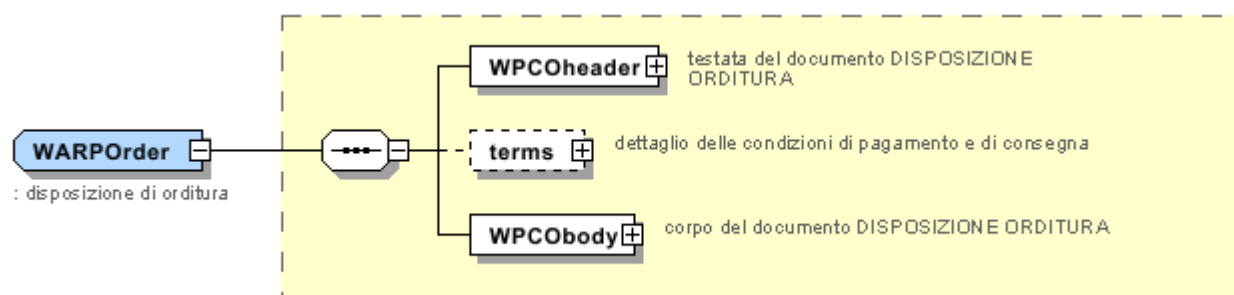 WPCOheader
testata del documento DISPOSIZIONE
ORDITURA
WARPOrder
: disposizione di orditura
terms
dettaglio delle condizioni di pagamento e di consegna
WPCObody
corpo del documento DISPOSIZIONE ORDITURA